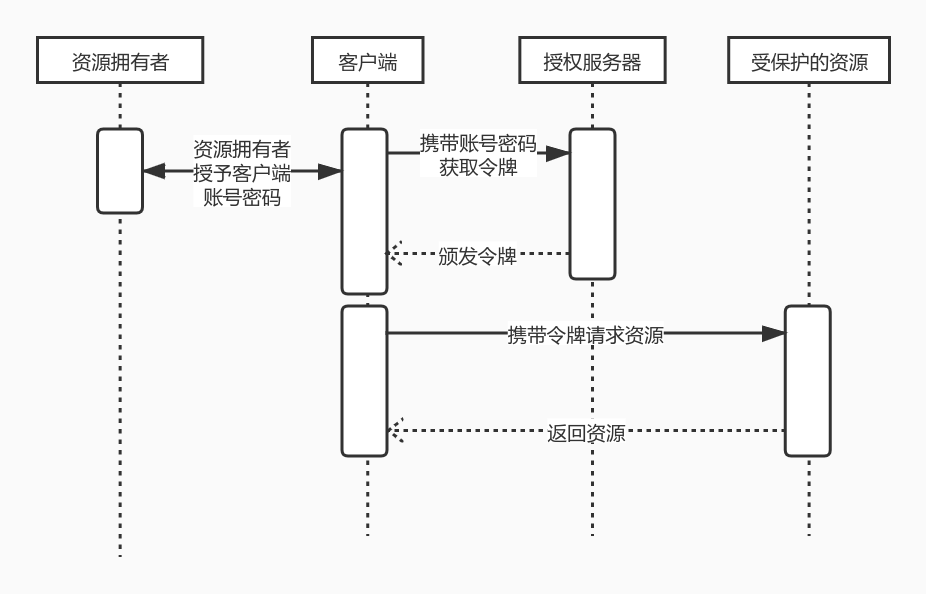 资源拥有者
客户端
授权服务器
受保护的资源
资源拥有者
授予客户端
账号密码
携带账号密码
获取令牌
颁发令牌
携带令牌请求资源
返回资源